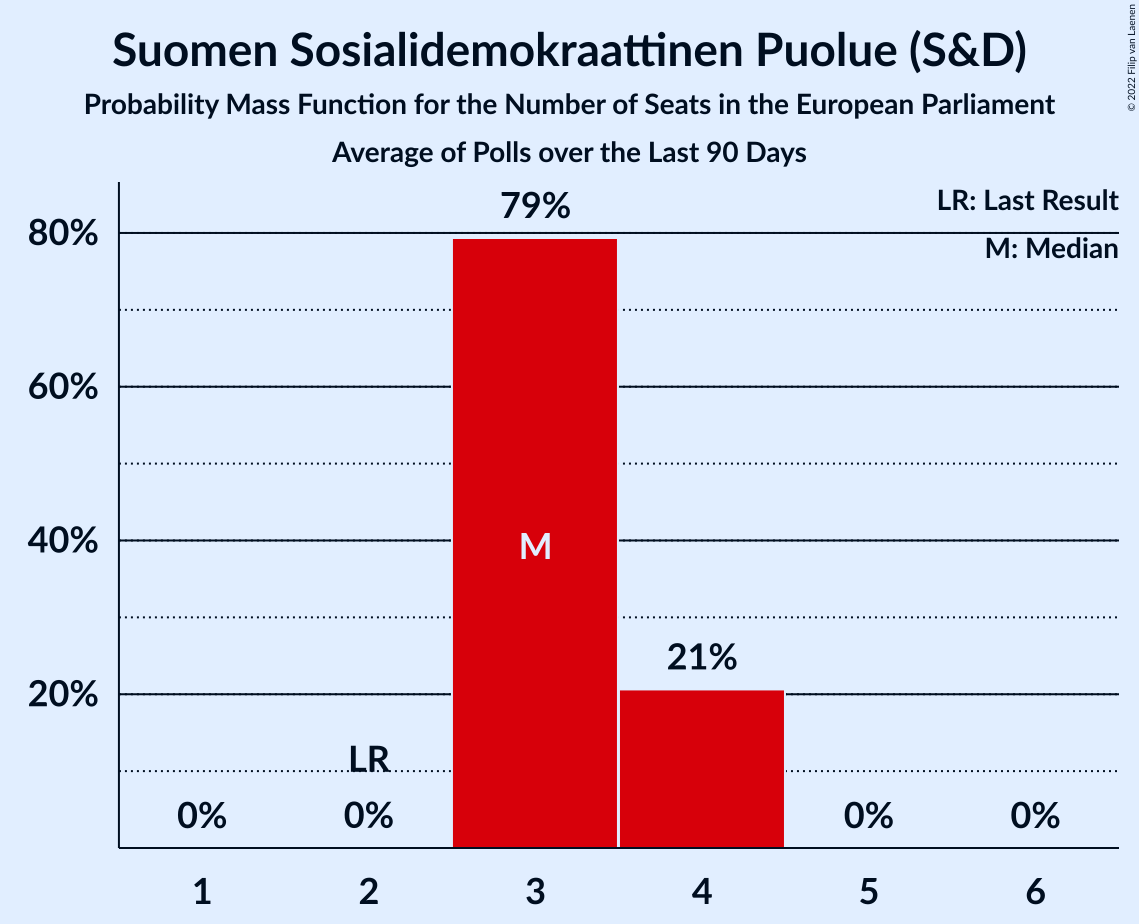 Suomen Sosialidemokraattinen Puolue (S&D)
Probability Mass Function for the Number of Seats in the European Parliament
Average of Polls over the Last 90 Days
© 2022 Filip van Laenen
LR: Last Result
M: Median
79%
80%
60%
M
40%
21%
20%
LR
0%
0%
0%
0%
1
2
3
4
5
6